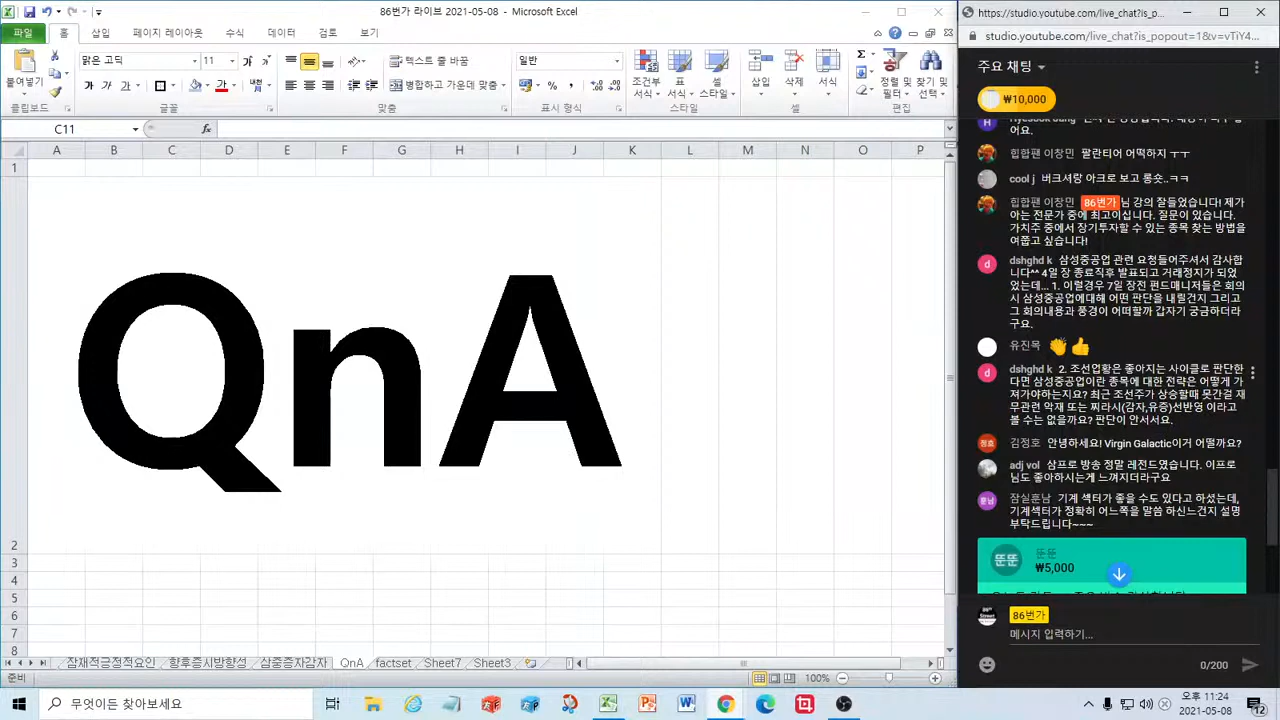 86번가 라이브 2021-05-08 - Microsoft Excel
파일 홈 삽입 페이지 레이아웃 수식 데이터 검토 보기
붙여넣기
맑은 고딕 11
가 가 가 가 가
텍스트 줄 바꿈
병합하고 가운데 맞춤
일반
조건부 서식
표 서식
셀 스타일
삽입 삭제 서식
정렬 및 필터
찾기 및 선택
클립보드 글꼴 맞춤 표시 형식 스타일 셀 편집
C11
fx
A B C D E F G H I J K L M N O P
1
QnA
2
3
4
5
6
7
8
잠재적긍정적요인 향후증시방향성 삼중증자감자 QnA factset Sheet7 Sheet3
준비
100%
무엇이든 찾아보세요
오후 11:24
2021-05-08
12
https://studio.youtube.com/live_chat?is_p...
studio.youtube.com/live_chat?is_popout=1&v=vTiY4...
주요 채팅
₩10,000
어요.
힙합팬 이창민 팔란티어 어떡하지 ㅜㅜ
cool j 버크셔랑 아크로 보고 롱숏..ㅋㅋ
힙합팬 이창민 86번가 님 강의 잘들었습니다! 제가
아는 전문가 중에 최고이십니다. 질문이 있습니다.
가치주 중에서 장기투자할 수 있는 종목 찾는 방법을
여쭙고 싶습니다!
dshghd k 삼성중공업 관련 요청들어주셔서 감사합
니다^^ 4일 장 종료직후 발표되고 거래정지가 되었
었는데... 1. 이럴경우 7일 장전 펀드매니저들은 회의
시 삼성중공업에대해 어떤 판단을 내릴건지 그리고
그 회의내용과 풍경이 어떠할까 갑자기 궁금하더라
구요.
유진목 👏👍
dshghd k 2. 조선업황은 좋아지는 사이클로 판단한
다면 삼성중공업이란 종목에 대한 전략은 어떻게 가
져가야하는지요? 최근 조선주가 상승할때 못간걸 재
무관련 악재 또는 찌라시(감자,유증)선반영 이라고
볼 수는 없을까요? 판단이 안서서요.
김정호 안녕하세요! Virgin Galactic이거 어떨까요?
adj vol 삼프로 방송 정말 레전드였습니다. 이프로
님도 좋아하시는게 느껴지더라구요
잠실훈남 기계 섹터가 좋을 수도 있다고 하셨는데,
기계섹터가 정확히 어느쪽을 말씀 하신느건지 설명
부탁드립니다~~~
뚠뚠 뚠뚠
₩5,000
86번가
메시지 입력하기...
0/200